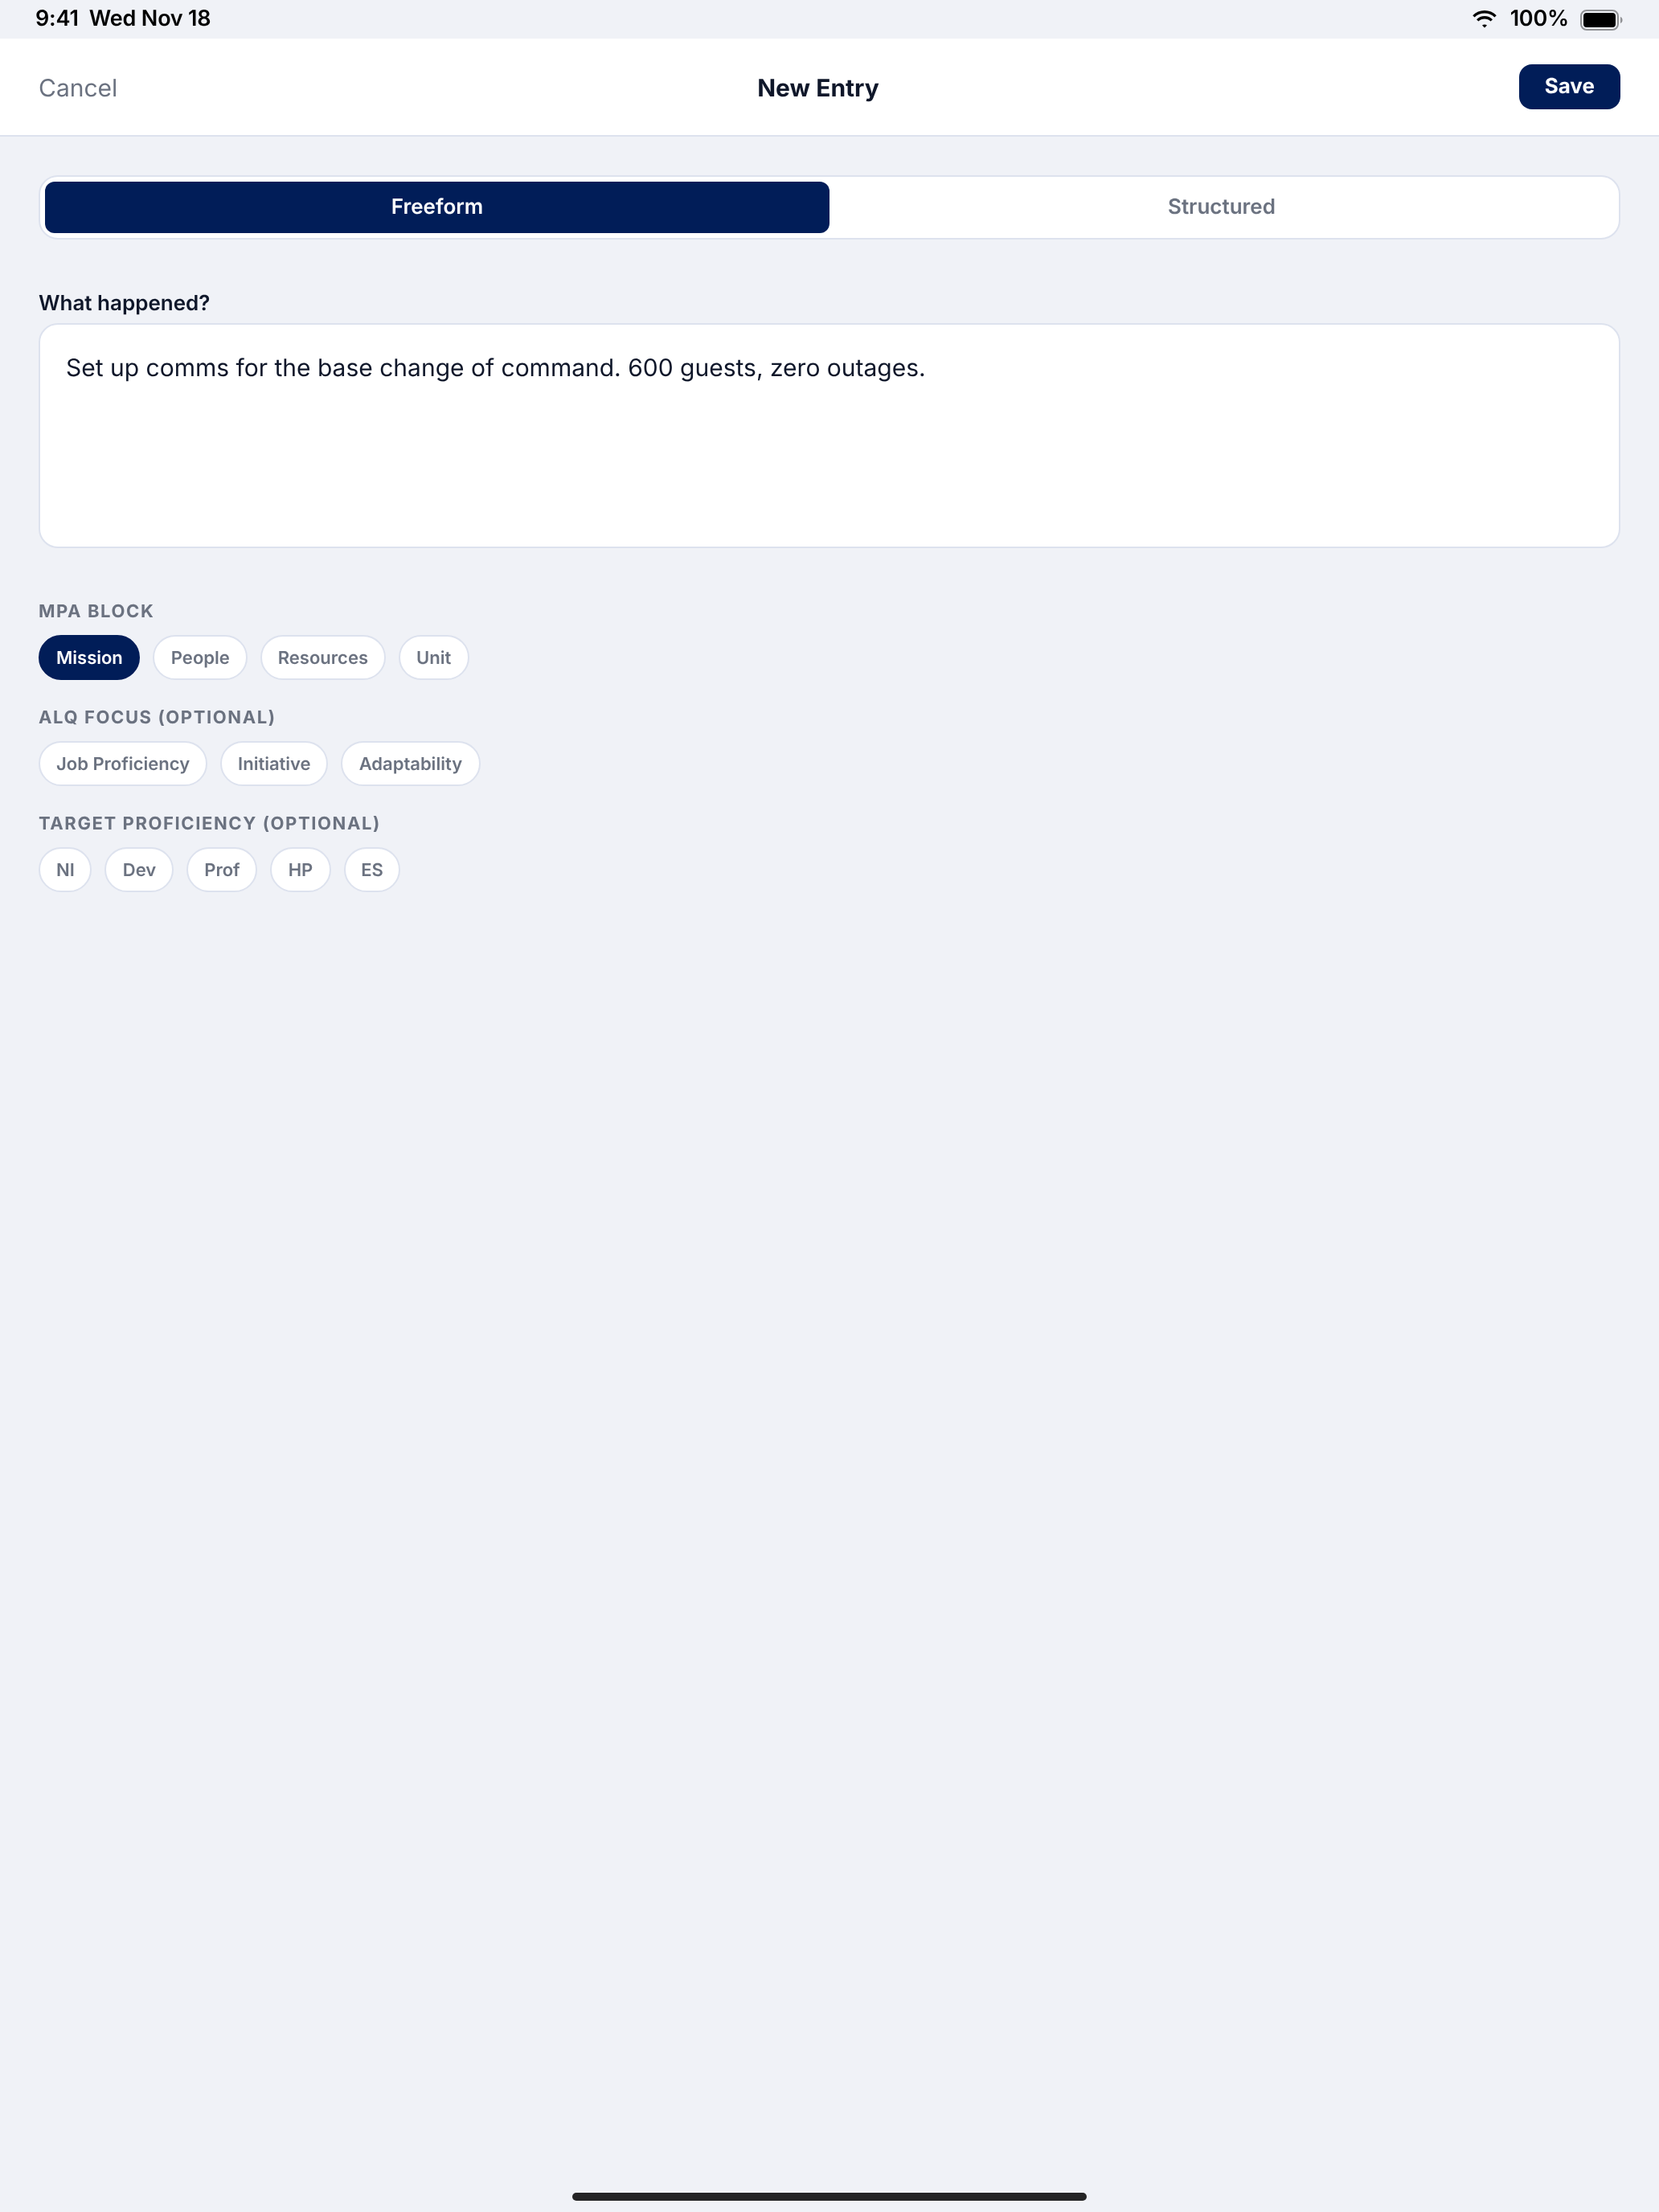 9:41 Wed Nov 18 100%
Cancel New Entry Save
Freeform Structured
What happened?
Set up comms for the base change of command. 600 guests, zero outages.
MPA BLOCK
Mission People Resources Unit
ALQ FOCUS (OPTIONAL)
Job Proficiency Initiative Adaptability
TARGET PROFICIENCY (OPTIONAL)
NI Dev Prof HP ES